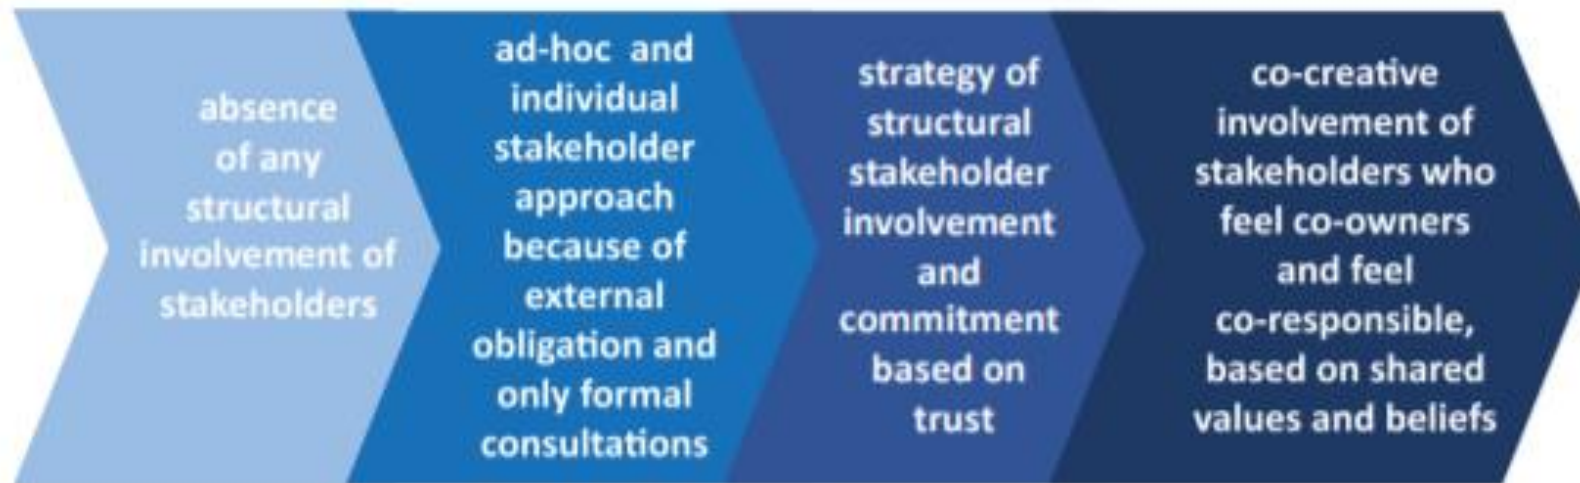 absence
of any
structural
involvement of
stakeholders
ad-hoc and
individual
stakeholder
approach
because of
external
obligation and
only formal
consultations
strategy of
structural
stakeholder
involvement
and
commitment
based on
trust
co-creative
involvement of
stakeholders who
feel co-owners
and feel
co-responsible,
based on shared
values and beliefs